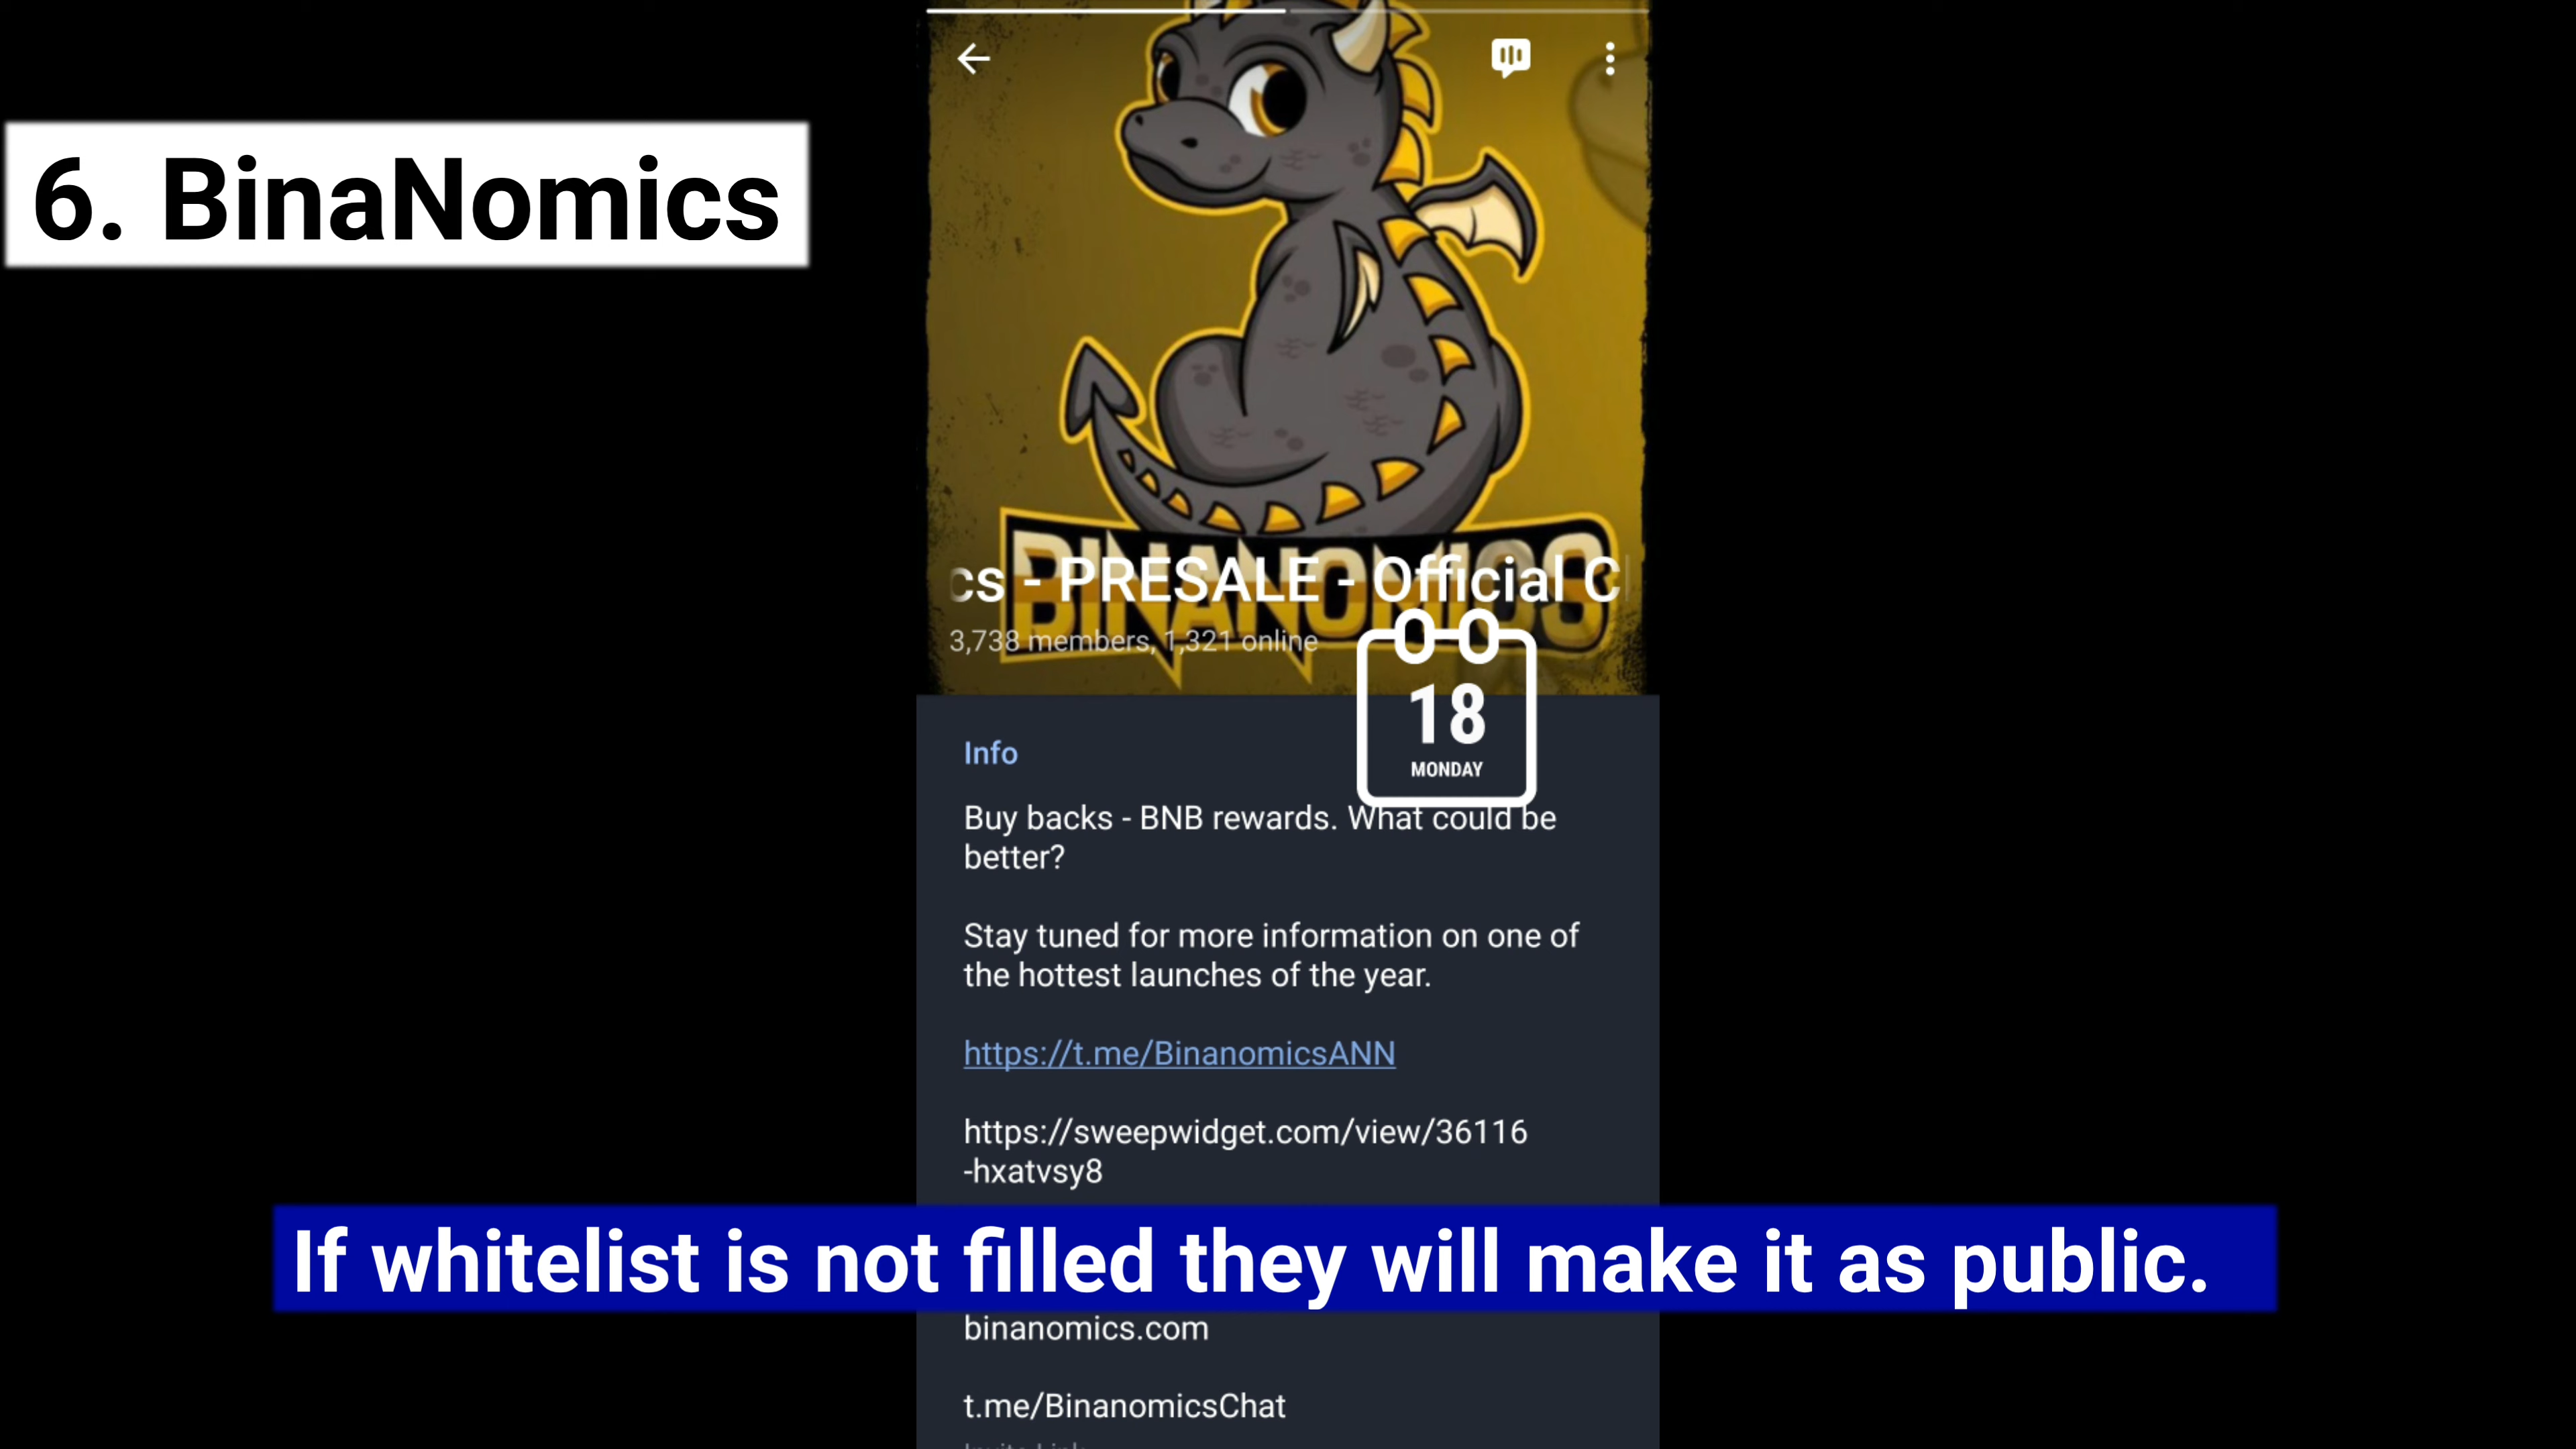 6. BinaNomics
BINANOMICS
cs - PRESALE - Official C
3,738 members, 1,321 online
18
MONDAY
Info
Buy backs - BNB rewards. What could be
better?
Stay tuned for more information on one of
the hottest launches of the year.
https://t.me/BinanomicsANN
https://sweepwidget.com/view/36116
-hxatvsy8
If whitelist is not filled they will make it as public.
binanomics.com
t.me/BinanomicsChat